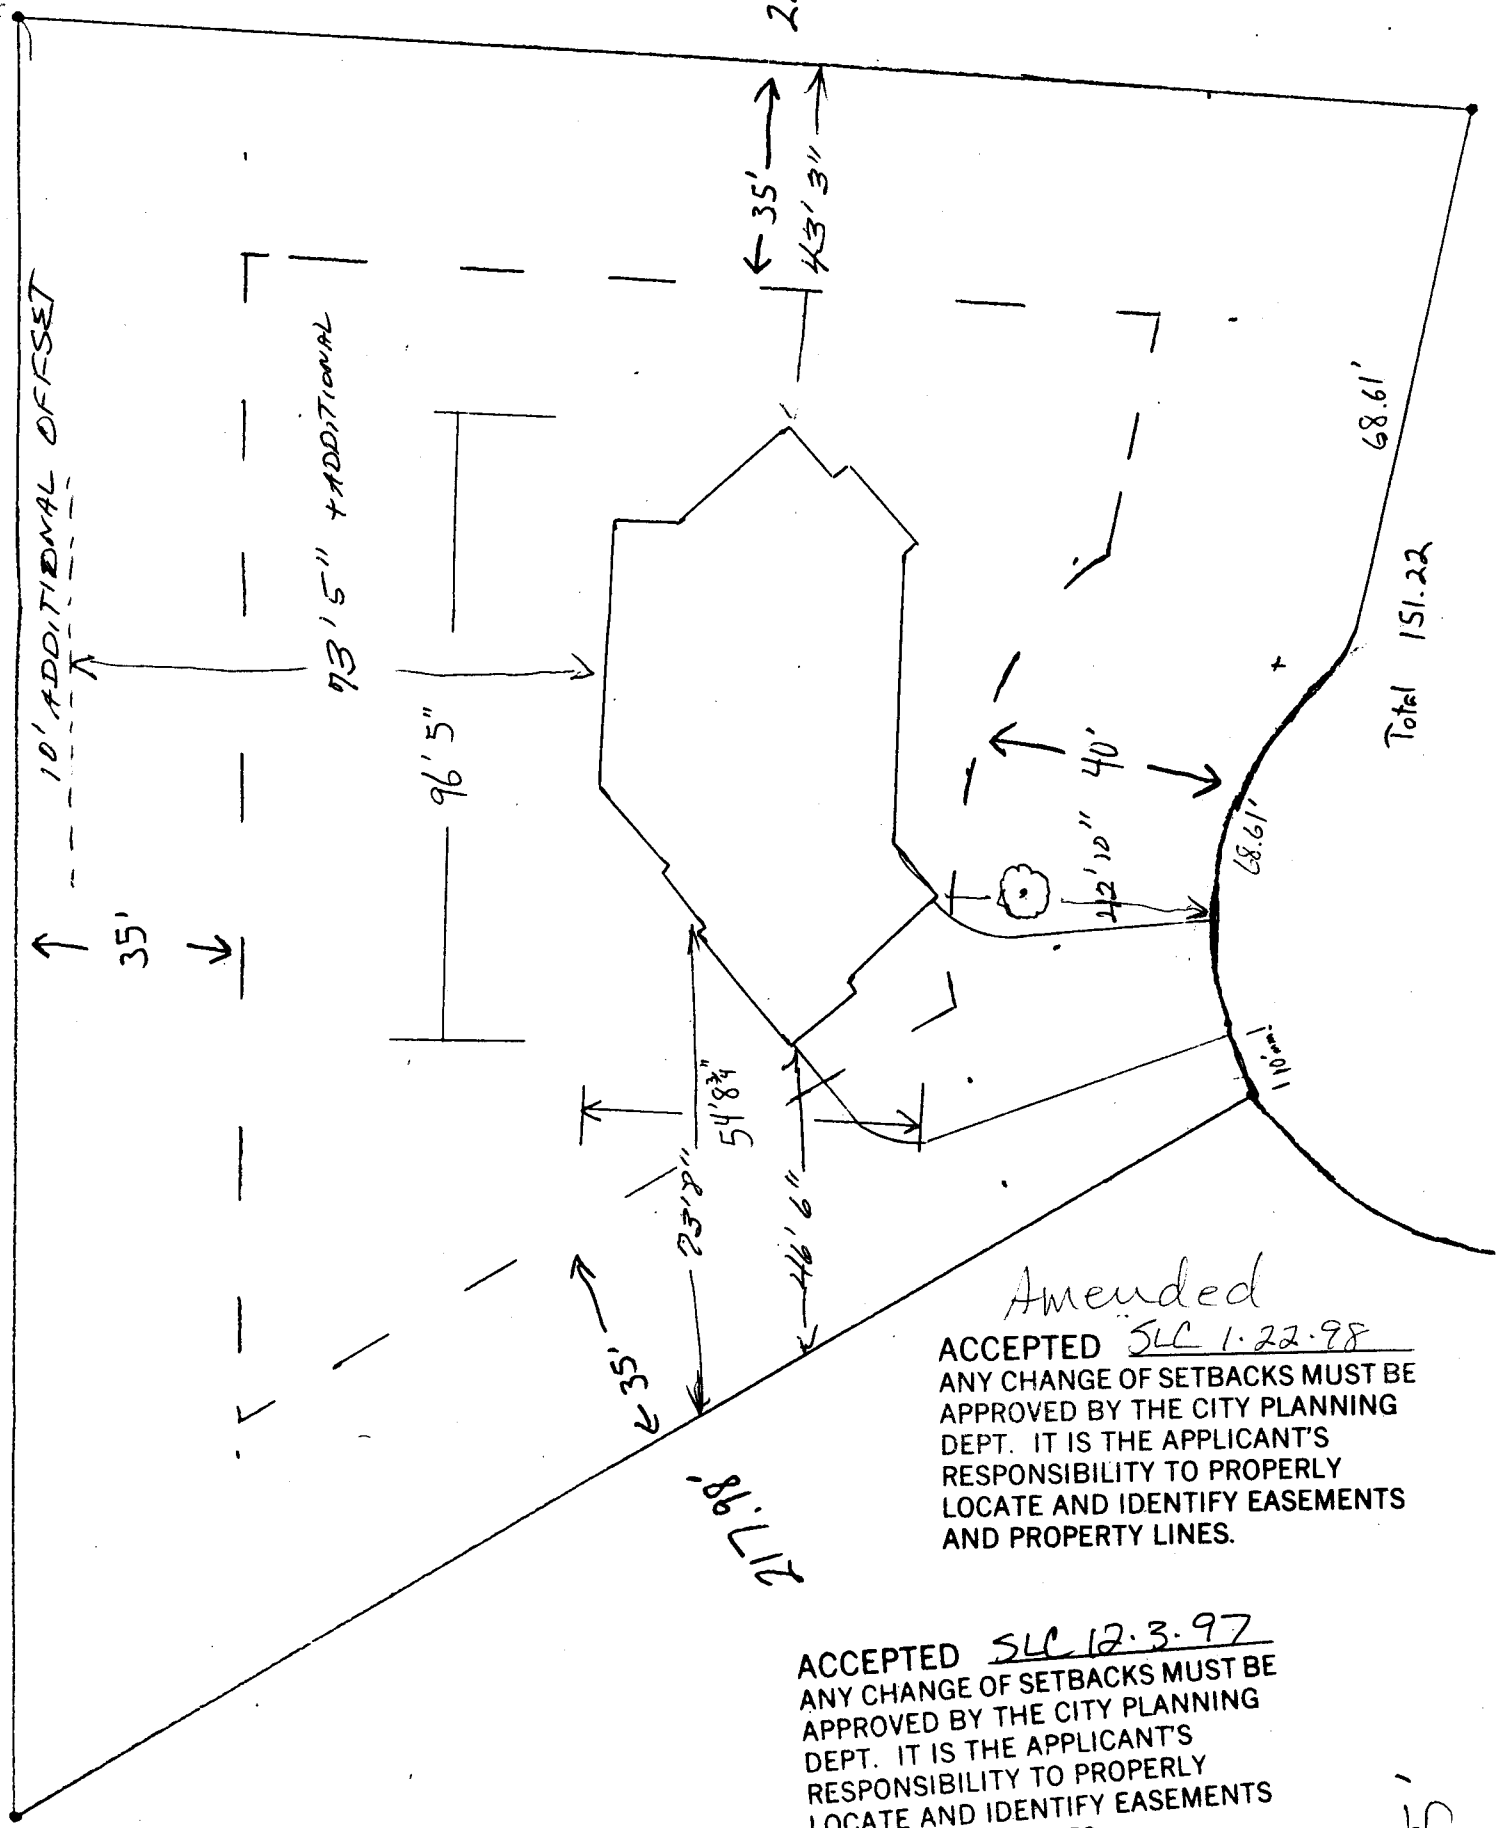 10' ADDITIONAL OFFSET
35'
73' 5" + ADDITIONAL
96' 5"
35'
43' 3"
68.61'
Total 151.22
40'
42' 10"
68.61'
54' 8 3/4"
73' 8"
46' 6"
35'
217.98'
Amended
ACCEPTED SLC 1.22.98
ANY CHANGE OF SETBACKS MUST BE
APPROVED BY THE CITY PLANNING
DEPT. IT IS THE APPLICANT'S
RESPONSIBILITY TO PROPERLY
LOCATE AND IDENTIFY EASEMENTS
AND PROPERTY LINES.
ACCEPTED SLC 12.3.97
ANY CHANGE OF SETBACKS MUST BE
APPROVED BY THE CITY PLANNING
DEPT. IT IS THE APPLICANT'S
RESPONSIBILITY TO PROPERLY
LOCATE AND IDENTIFY EASEMENTS